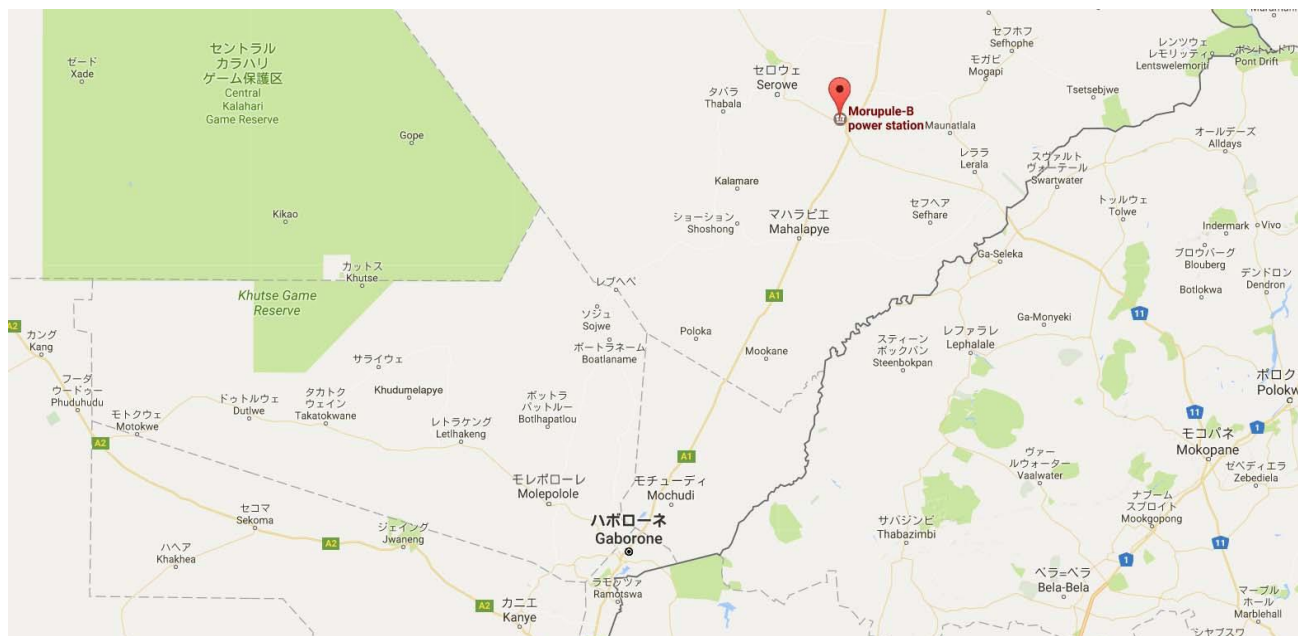 セントラル
カラハリ
ゲーム保護区
Central
Kalahari
Game Reserve
ゼード
Xade
Gope
Kikao
カットス
Khutse
Khutse Game
Reserve
セロウェ
Serowe
タバラ
Thabala
Morupule-B
power station
セフホフ
Sefhophe
モガピ
Mogapi
Maunatlala
レララ
Lerala
Tsetsebjwe
レンツウェ
レモリッティ
Lentswelemoriti
ポント・ドリフ
Pont Drift
オールデーズ
Alldays
スヴァルト
ヴォーテール
Swartwater
トッルウェ
Tolwe
Indermark
Vivo
ブロウバーグ
Blouberg
Botlokwa
デンドロン
Dendron
Kalamare
ショーション
Shoshong
マハラピエ
Mahalapye
セフヘア
Sefhare
Ga-Seleka
A1
レプヘペ
ソジュ
Sojwe
ボートラネーム
Boatlaname
Poloka
Mookane
スティーン
ボックパン
Steenbokpan
レファラレ
Lephalale
Ga-Monyeki
11
A2
カング
Kang
フーダ
ウードゥー
Phuduhudu
モトクウェ
Motokwe
A2
ドゥトルウェ
Dutlwe
タカトク
ウェイン
Takatokwane
サライウェ
Khudumelapye
レトラケング
Letlhakeng
ボットラ
パットルー
Botlhapatlou
モレポローレ
Molepolole
A1
モチューディ
Mochudi
ハボローネ
Gaborone
ラモツツァ
Ramotswa
セコマ
Sekoma
A2
ハヘア
Khakhea
ジェイング
Jwaneng
カニエ
Kanye
A2
ポロク
Polokw
11
1
モコパネ
Mokopane
ゼベディエラ
Zebediela
ヴァー
ルウォーター
Vaalwater
ナブーム
スプロイト
Mookgopong
サバジンビ
Thabazimbi
11
1
ベラ=ベラ
Bela-Bela
マーブル
ホール
Marblehall
シャブスワ